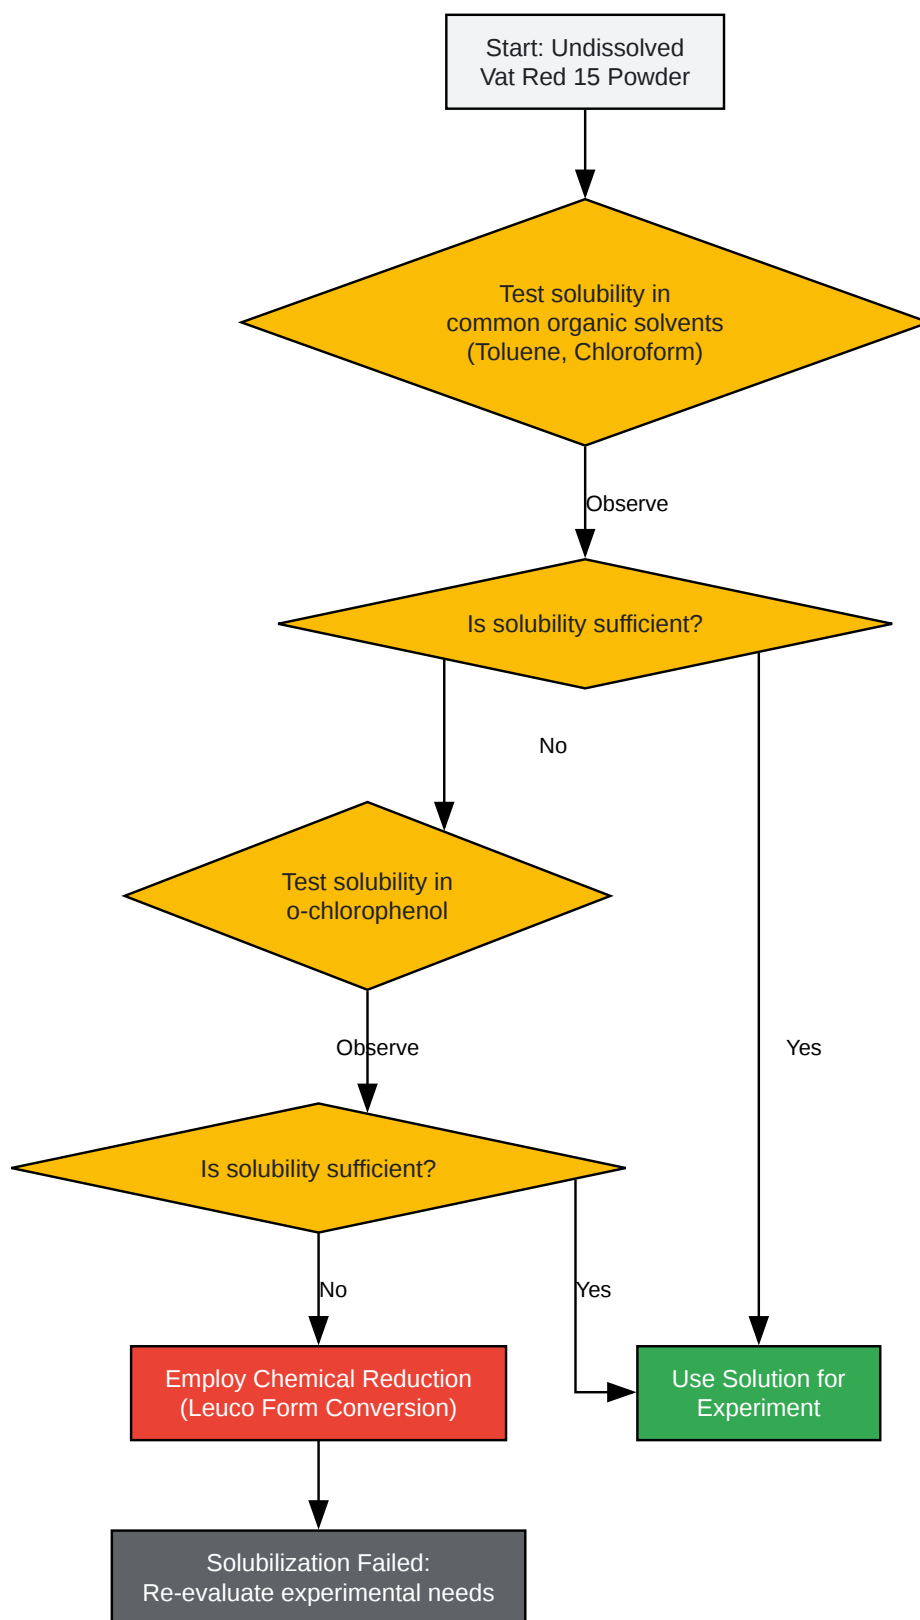 Start: Undissolved
Vat Red 15 Powder
Test solubility in
common organic solvents
(Toluene, Chloroform)
Observe
Is solubility sufficient?
No
Test solubility in
o-chlorophenol
Observe
Yes
Is solubility sufficient?
No
Yes
Employ Chemical Reduction
(Leuco Form Conversion)
Use Solution for
Experiment
Solubilization Failed:
Re-evaluate experimental needs